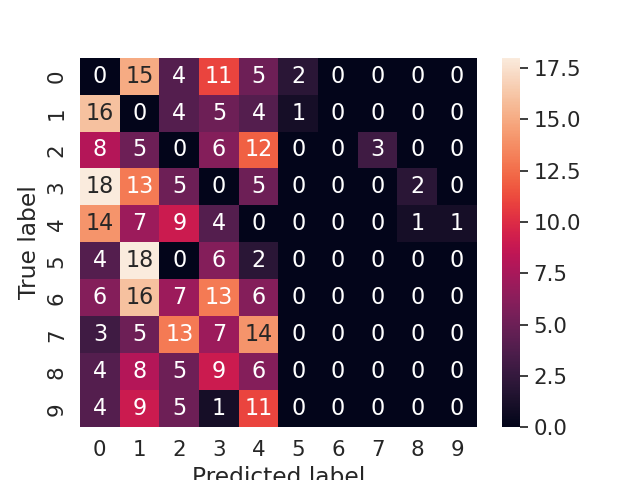 0 0 15 4 11 5 2 0 0 0 0 17.5
1 16 0 4 5 4 1 0 0 0 0 15.0
2 8 5 0 6 12 0 0 3 0 0 12.5
3 18 13 5 0 5 0 0 0 2 0
4 14 7 9 4 0 0 0 0 1 1 10.0
5 4 18 0 6 2 0 0 0 0 0 7.5
6 6 16 7 13 6 0 0 0 0 0
7 3 5 13 7 14 0 0 0 0 0 5.0
8 4 8 5 9 6 0 0 0 0 0 2.5
9 4 9 5 1 11 0 0 0 0 0 0.0
0 1 2 3 4 5 6 7 8 9
True label
Predicted label